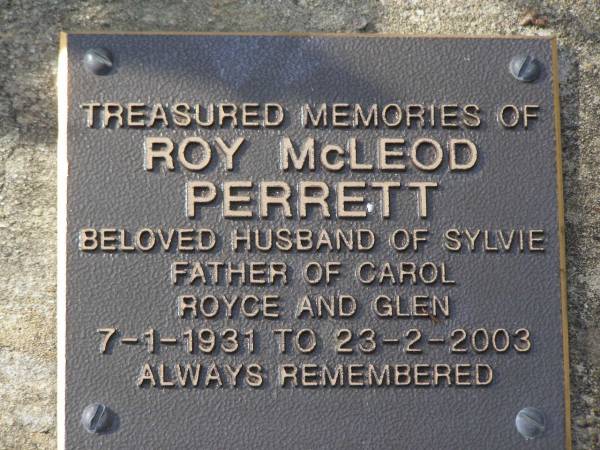 TREASURED MEMORIES OF
ROY McLEOD
PERRETT
BELOVED HUSBAND OF SYLVIE
FATHER OF CAROL
ROYCE AND GLEN
7-1-1931 TO 23-2-2003
ALWAYS REMEMBERED